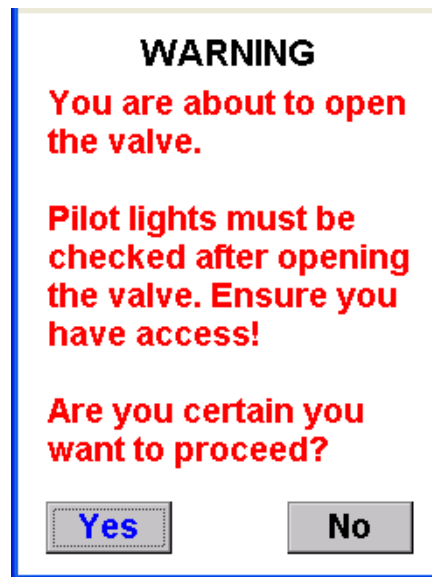 WARNING
You are about to open
the valve.
Pilot lights must be
checked after opening
the valve. Ensure you
have access!
Are you certain you
want to proceed?
Yes No